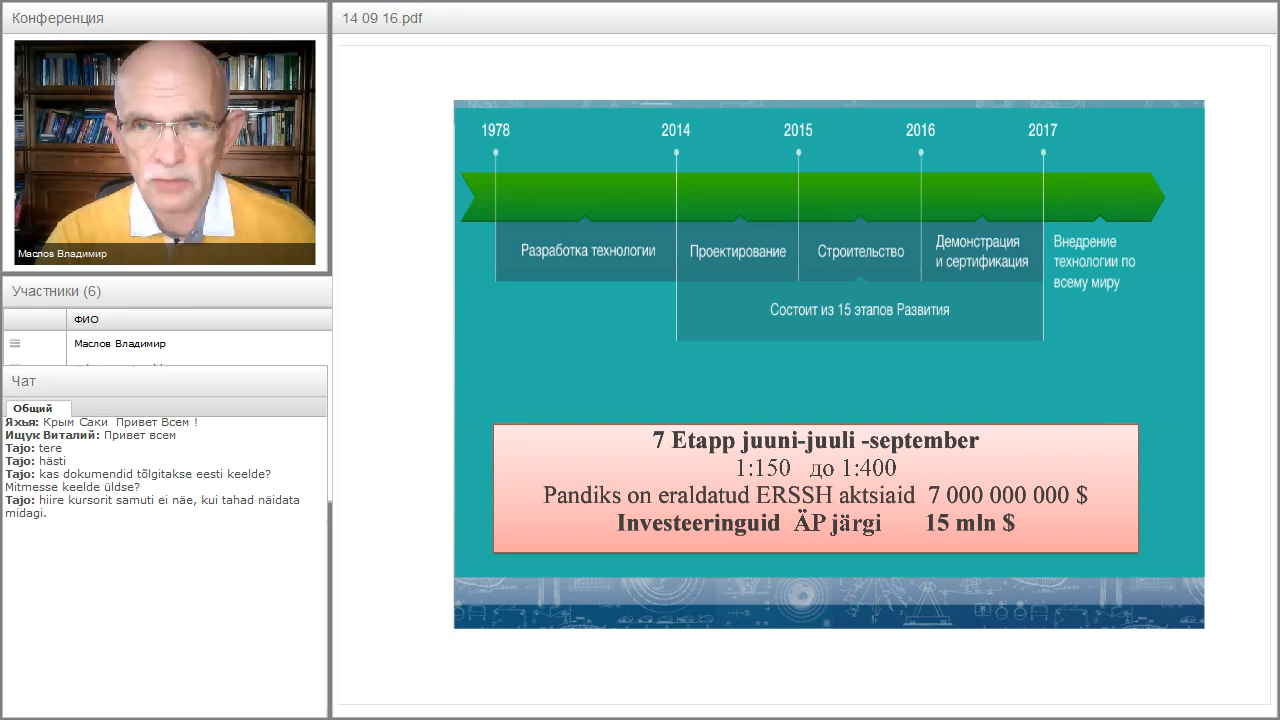 Конференция
Маслов Владимир
Участники (6)
ФИО
Маслов Владимир
Чат
Общий
Яхья: Крым Саки Привет Всем !
Ищук Виталий: Привет всем
Tajo: tere
Tajo: hästi
Tajo: kas dokumendid tõlgitakse eesti keelde?
Mitmesse keelde üldse?
Tajo: hiire kursorit samuti ei näe, kui tahad näidata
midagi.
14 09 16.pdf
1978 2014 2015 2016 2017
Разработка технологии
Проектирование
Строительство
Демонстрация
и сертификация
Внедрение
технологии по
всему миру
Состоит из 15 этапов Развития
7 Etapp juuni-juuli -september
1:150 до 1:400
Pandiks on eraldatud ERSSH aktsiaid 7 000 000 000 $
Investeeringuid ÄP järgi 15 mln $